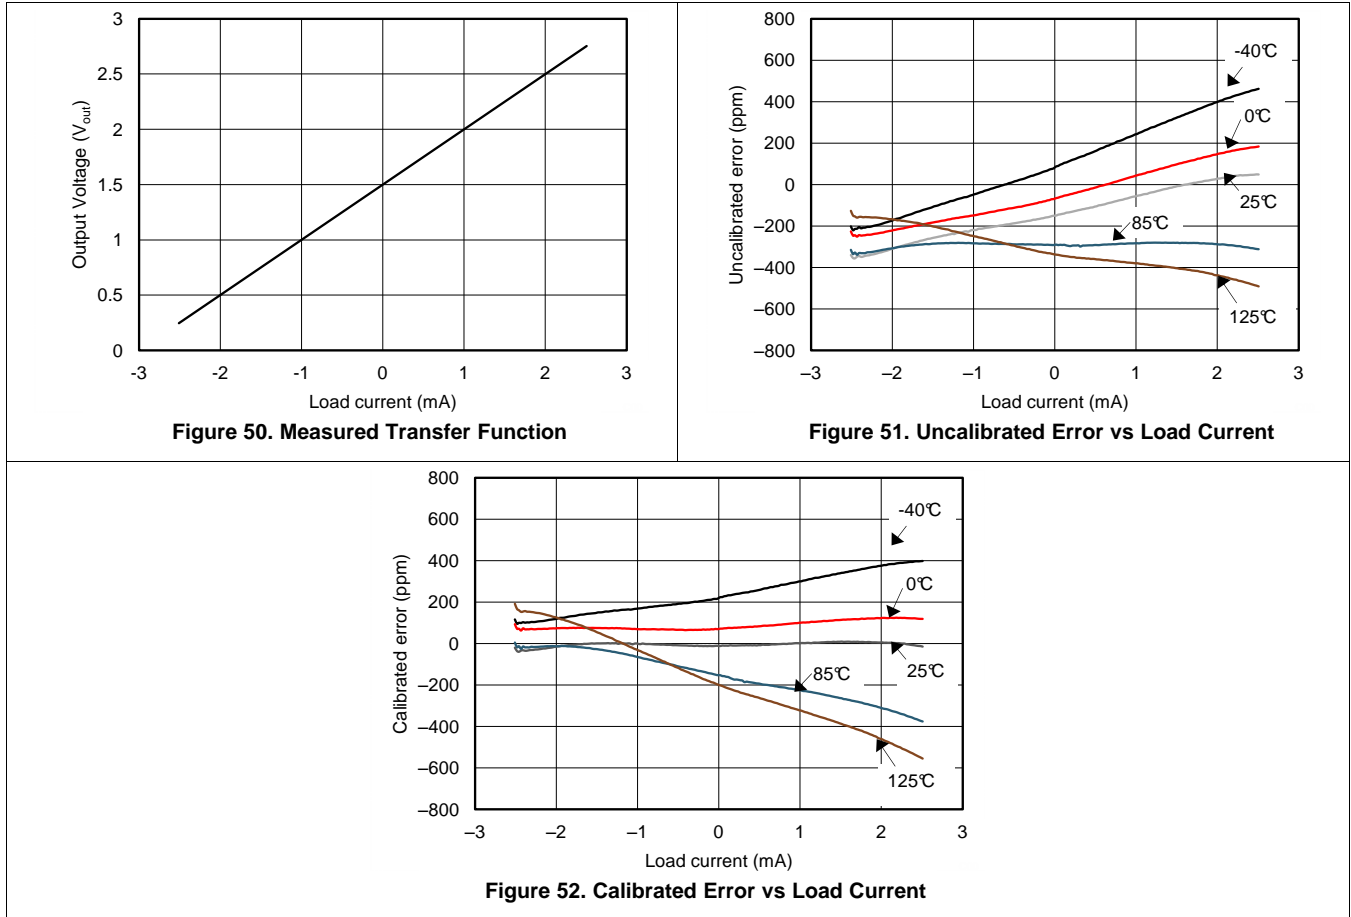 3
2.5
2
1.5
1
0.5
0
-3 -2 -1 0 1 2 3
Output Voltage (Vout)
Load current (mA)
Figure 50. Measured Transfer Function
800
600
400
200
0
–200
–400
–600
–800
–3 –2 –1 0 1 2 3
Uncalibrated error (ppm)
-40°C
0°C
25°C
85°C
125°C
Load current (mA)
Figure 51. Uncalibrated Error vs Load Current
800
600
400
200
0
–200
–400
–600
–800
–3 –2 –1 0 1 2 3
Calibrated error (ppm)
-40°C
0°C
25°C
85°C
125°C
Load current (mA)
Figure 52. Calibrated Error vs Load Current